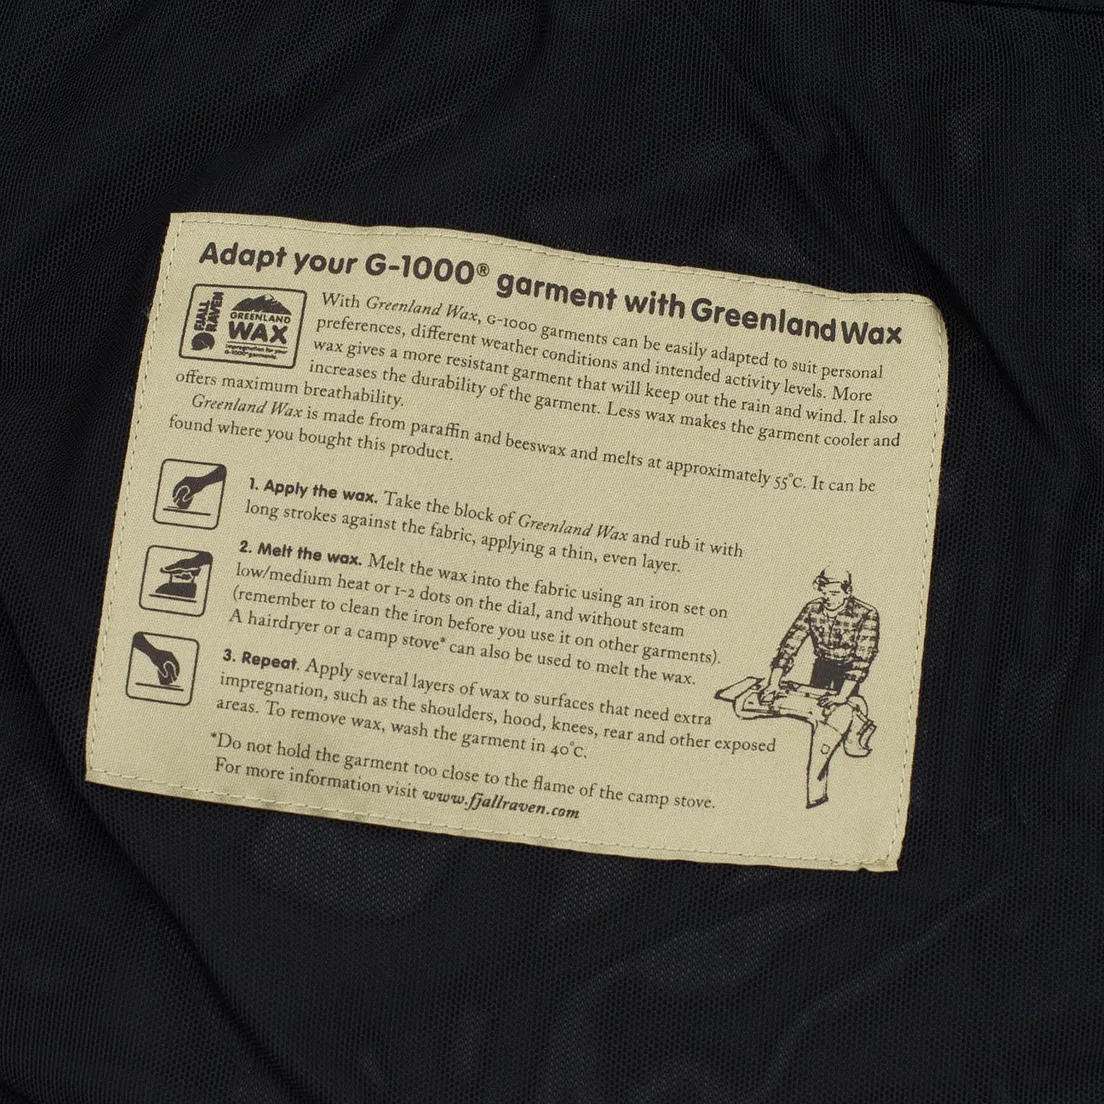 Adapt your G-1000® garment with Greenland Wax
FJÄLL
RÄVEN
GREENLAND
WAX
impregnation for your
G-1000® garments
With Greenland Wax, G-1000 garments can be easily adapted to suit personal
preferences, different weather conditions and intended activity levels. More
wax gives a more resistant garment that will keep out the rain and wind. It also
increases the durability of the garment. Less wax makes the garment cooler and
offers maximum breathability.
Greenland Wax is made from paraffin and beeswax and melts at approximately 55°C. It can be
found where you bought this product.
1. Apply the wax. Take the block of Greenland Wax and rub it with
long strokes against the fabric, applying a thin, even layer.
2. Melt the wax. Melt the wax into the fabric using an iron set on
low/medium heat or 1-2 dots on the dial, and without steam
(remember to clean the iron before you use it on other garments).
A hairdryer or a camp stove* can also be used to melt the wax.
3. Repeat. Apply several layers of wax to surfaces that need extra
impregnation, such as the shoulders, hood, knees, rear and other exposed
areas. To remove wax, wash the garment in 40°C.
*Do not hold the garment too close to the flame of the camp stove.
For more information visit www.fjallraven.com